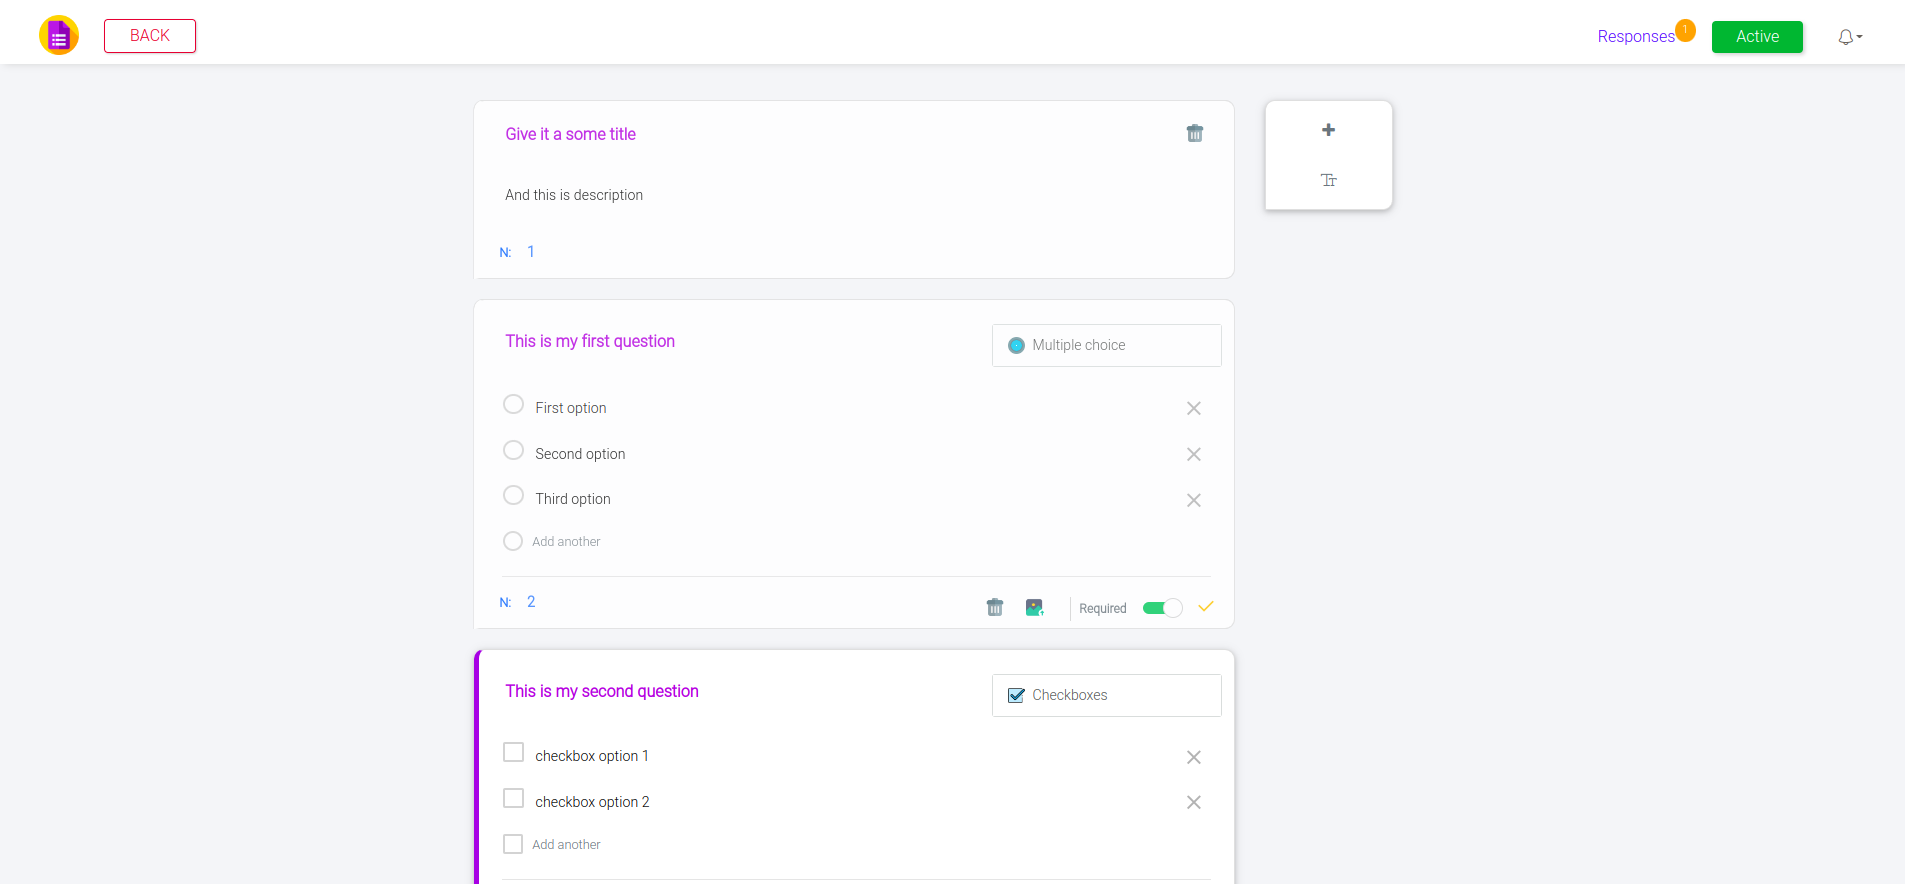 BACK
Responses 1
Active
Give it a some title
And this is description
N: 1
This is my first question
Multiple choice
First option
Second option
Third option
Add another
N: 2
Required
This is my second question
Checkboxes
checkbox option 1
checkbox option 2
Add another